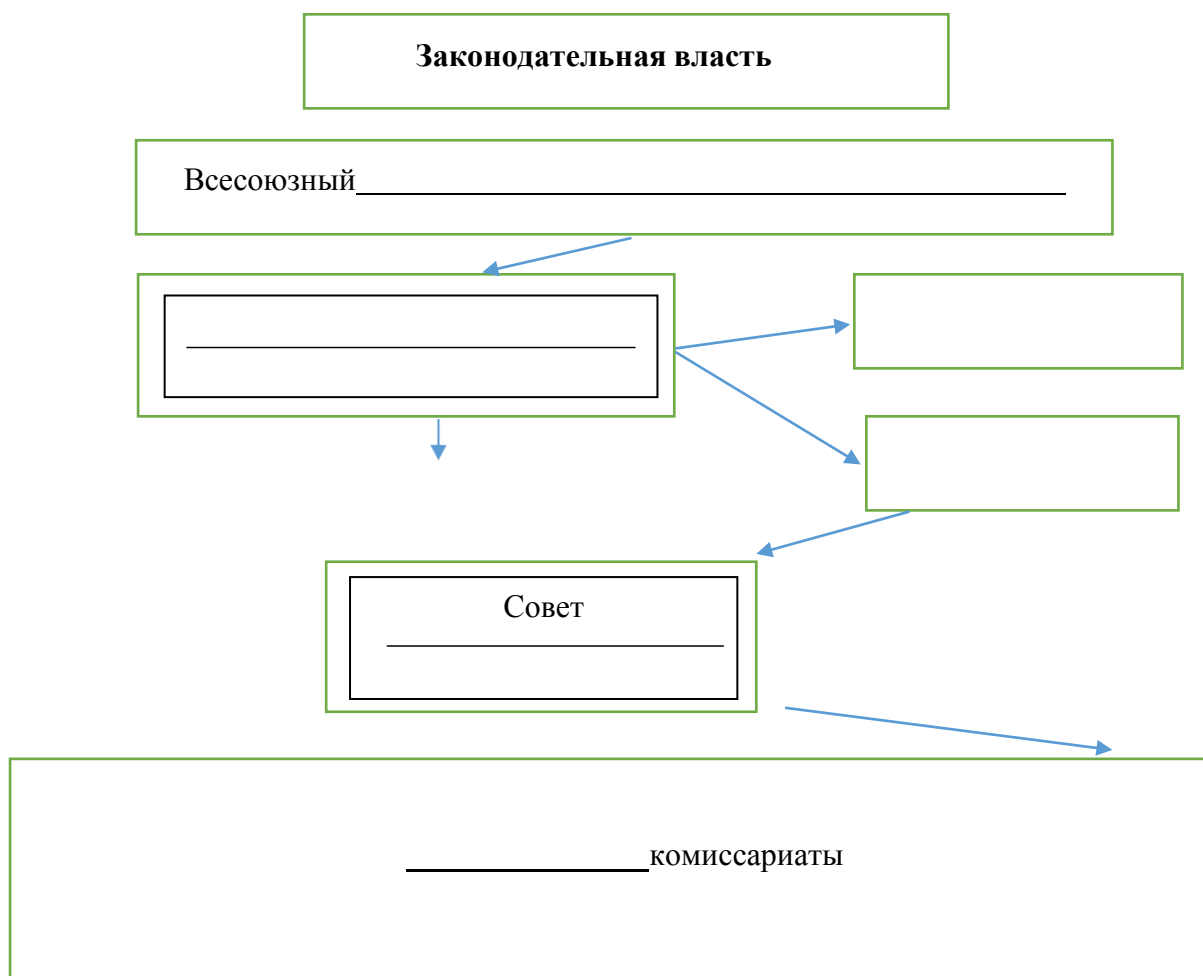 Законодательная власть
Всесоюзный
Совет
комиссариаты